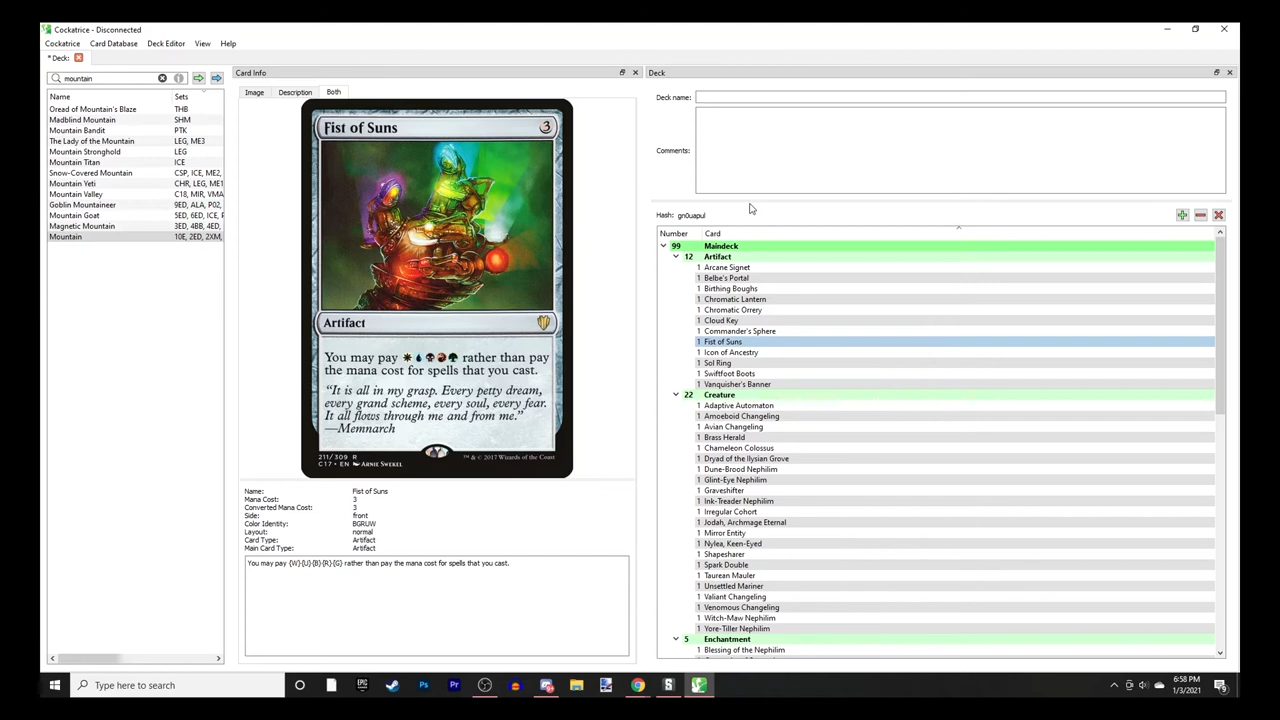 Cockatrice - Disconnected
Cockatrice Card Database Deck Editor View Help
* Deck:
mountain
Name Sets
Oread of Mountain's Blaze THB
Madblind Mountain SHM
Mountain Bandit PTK
The Lady of the Mountain LEG, ME3
Mountain Stronghold LEG
Mountain Titan ICE
Snow-Covered Mountain CSP, ICE, ME2,
Mountain Yeti CHR, LEG, ME1
Mountain Valley C18, MIR, VMA
Goblin Mountaineer 9ED, ALA, P02,
Mountain Goat 5ED, 6ED, ICE,
Magnetic Mountain 3ED, 4BB, 4ED,
Mountain 10E, 2ED, 2XM,
Card Info
Image Description Both
Fist of Suns 3
Artifact
You may pay rather than pay
the mana cost for spells that you cast.
“It is all in my grasp. Every petty dream,
every grand scheme, every soul, every fear.
It all flows through me and from me.”
—Memnarch
211/309 R
C17 • EN ARNIE SWEKEL
™ & © 2017 Wizards of the Coast
Name: Fist of Suns
Mana Cost: 3
Converted Mana Cost: 3
Side: front
Color Identity: BGRUW
Layout: normal
Card Type: Artifact
Main Card Type: Artifact
You may pay {W}{U}{B}{R}{G} rather than pay the mana cost for spells that you cast.
Deck
Deck name:
Comments:
Hash: gn0uapul
Number Card
99 Maindeck
12 Artifact
1 Arcane Signet
1 Belbe's Portal
1 Birthing Boughs
1 Chromatic Lantern
1 Chromatic Orrery
1 Cloud Key
1 Commander's Sphere
1 Fist of Suns
1 Icon of Ancestry
1 Sol Ring
1 Swiftfoot Boots
1 Vanquisher's Banner
22 Creature
1 Adaptive Automaton
1 Amoeboid Changeling
1 Avian Changeling
1 Brass Herald
1 Chameleon Colossus
1 Dryad of the Ilysian Grove
1 Dune-Brood Nephilim
1 Glint-Eye Nephilim
1 Graveshifter
1 Ink-Treader Nephilim
1 Irregular Cohort
1 Jodah, Archmage Eternal
1 Mirror Entity
1 Nylea, Keen-Eyed
1 Shapesharer
1 Spark Double
1 Taurean Mauler
1 Unsettled Mariner
1 Valiant Changeling
1 Venomous Changeling
1 Witch-Maw Nephilim
1 Yore-Tiller Nephilim
5 Enchantment
1 Blessing of the Nephilim
Type here to search
EPIC
Ps
Pr
6:58 PM
1/3/2021